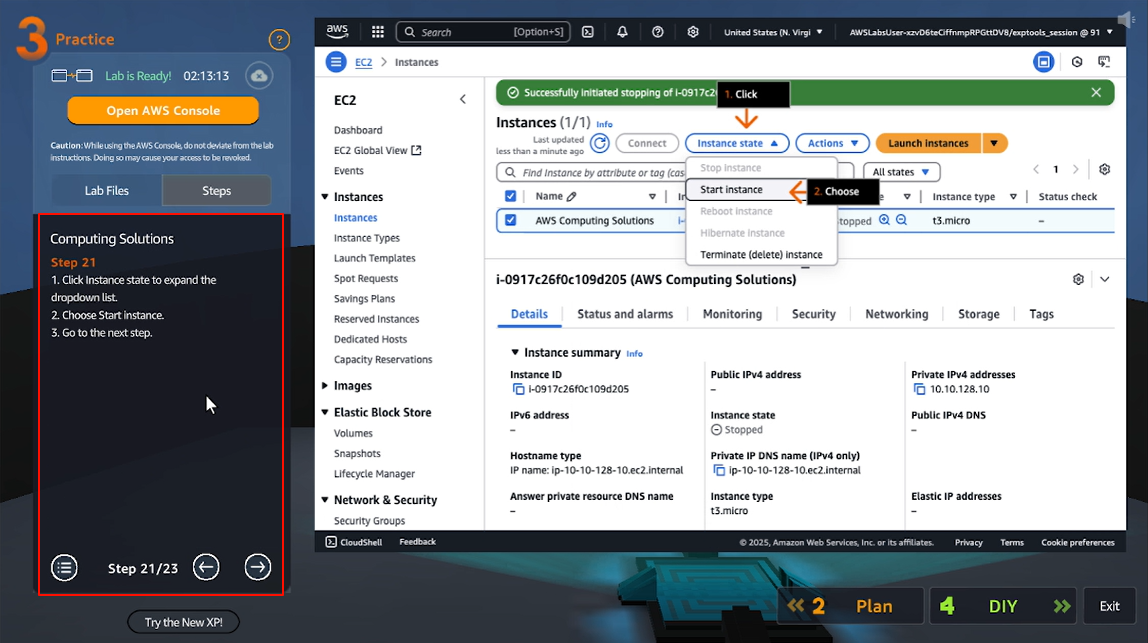 3 Practice
?
Lab is Ready! 02:13:13
Open AWS Console
Caution: While using the AWS Console, do not deviate from the lab
instructions. Doing so may cause your access to be revoked.
Lab Files
Steps
Computing Solutions
Step 21
1. Click Instance state to expand the
dropdown list.
2. Choose Start instance.
3. Go to the next step.
Step 21/23
Try the New XP!
aws
Search [Option+S]
United States (N. Virgi
AWSLabsUser-xzvD6teCiffnmpRPGttDV8/exptools_session @ 91
EC2 > Instances
EC2
Dashboard
EC2 Global View
Events
Instances
Instances
Instance Types
Launch Templates
Spot Requests
Savings Plans
Reserved Instances
Dedicated Hosts
Capacity Reservations
Images
Elastic Block Store
Volumes
Snapshots
Lifecycle Manager
Network & Security
Security Groups
Successfully initiated stopping of i-0917c2
1. Click
Instances (1/1) Info
Last updated
less than a minute ago
Connect
Instance state
Actions
Launch instances
Find Instance by attribute or tag (cas
All states
1
Stop instance
Start instance
2. Choose
Reboot instance
Hibernate instance
Terminate (delete) instance
Name
Instance type
Status check
AWS Computing Solutions
topped
t3.micro
–
i-0917c26f0c109d205 (AWS Computing Solutions)
Details
Status and alarms
Monitoring
Security
Networking
Storage
Tags
Instance summary Info
Instance ID
i-0917c26f0c109d205
Public IPv4 address
–
Private IPv4 addresses
10.10.128.10
IPv6 address
–
Instance state
Stopped
Public IPv4 DNS
–
Hostname type
IP name: ip-10-10-128-10.ec2.internal
Private IP DNS name (IPv4 only)
ip-10-10-128-10.ec2.internal
Answer private resource DNS name
–
Instance type
t3.micro
Elastic IP addresses
–
CloudShell
Feedback
© 2025, Amazon Web Services, Inc. or its affiliates.
Privacy
Terms
Cookie preferences
2 Plan
4 DIY
Exit